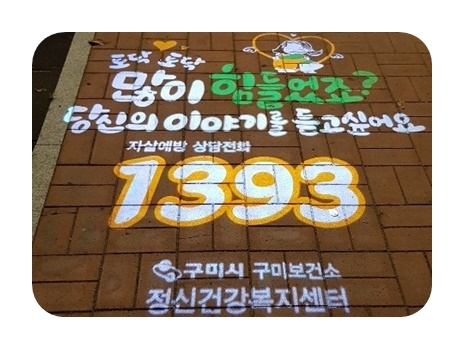 토닥 토닥
많이 힘들었죠?
당신의 이야기를 듣고싶어요
자살예방 상담전화
1393
구미시 구미보건소
정신건강복지센터